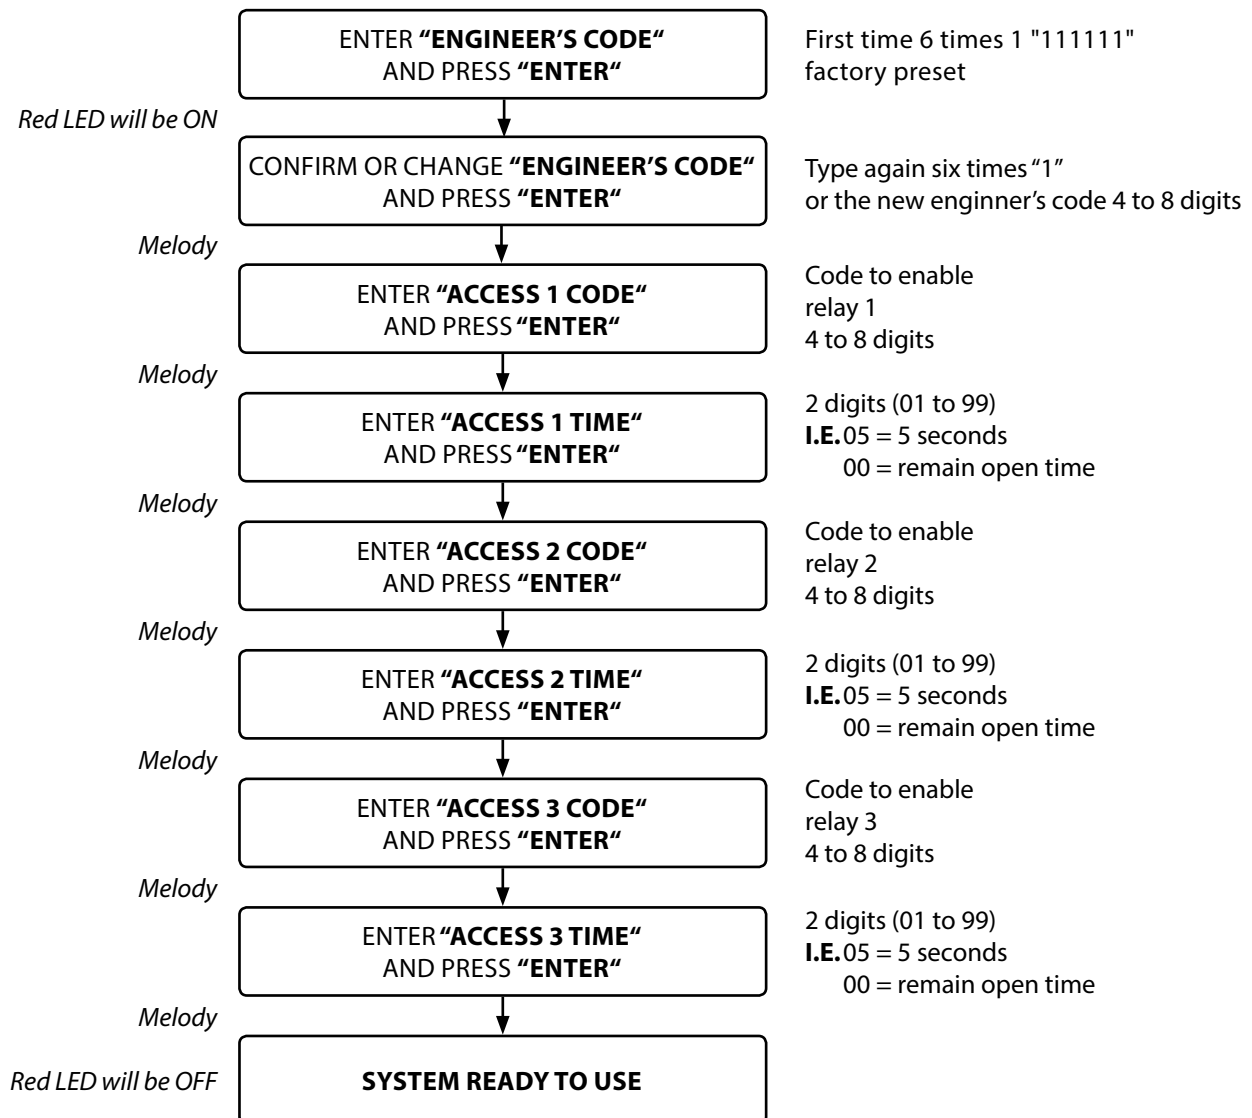 ENTER “ENGINEER'S CODE“
AND PRESS “ENTER“
First time 6 times 1 "111111"
factory preset
Red LED will be ON
CONFIRM OR CHANGE “ENGINEER'S CODE“
AND PRESS “ENTER“
Type again six times “1”
or the new enginner's code 4 to 8 digits
Melody
ENTER “ACCESS 1 CODE“
AND PRESS “ENTER“
Code to enable
relay 1
4 to 8 digits
Melody
ENTER “ACCESS 1 TIME“
AND PRESS “ENTER“
2 digits (01 to 99)
I.E. 05 = 5 seconds
00 = remain open time
Melody
ENTER “ACCESS 2 CODE“
AND PRESS “ENTER“
Code to enable
relay 2
4 to 8 digits
Melody
ENTER “ACCESS 2 TIME“
AND PRESS “ENTER“
2 digits (01 to 99)
I.E. 05 = 5 seconds
00 = remain open time
Melody
ENTER “ACCESS 3 CODE“
AND PRESS “ENTER“
Code to enable
relay 3
4 to 8 digits
Melody
ENTER “ACCESS 3 TIME“
AND PRESS “ENTER“
2 digits (01 to 99)
I.E. 05 = 5 seconds
00 = remain open time
Melody
Red LED will be OFF
SYSTEM READY TO USE